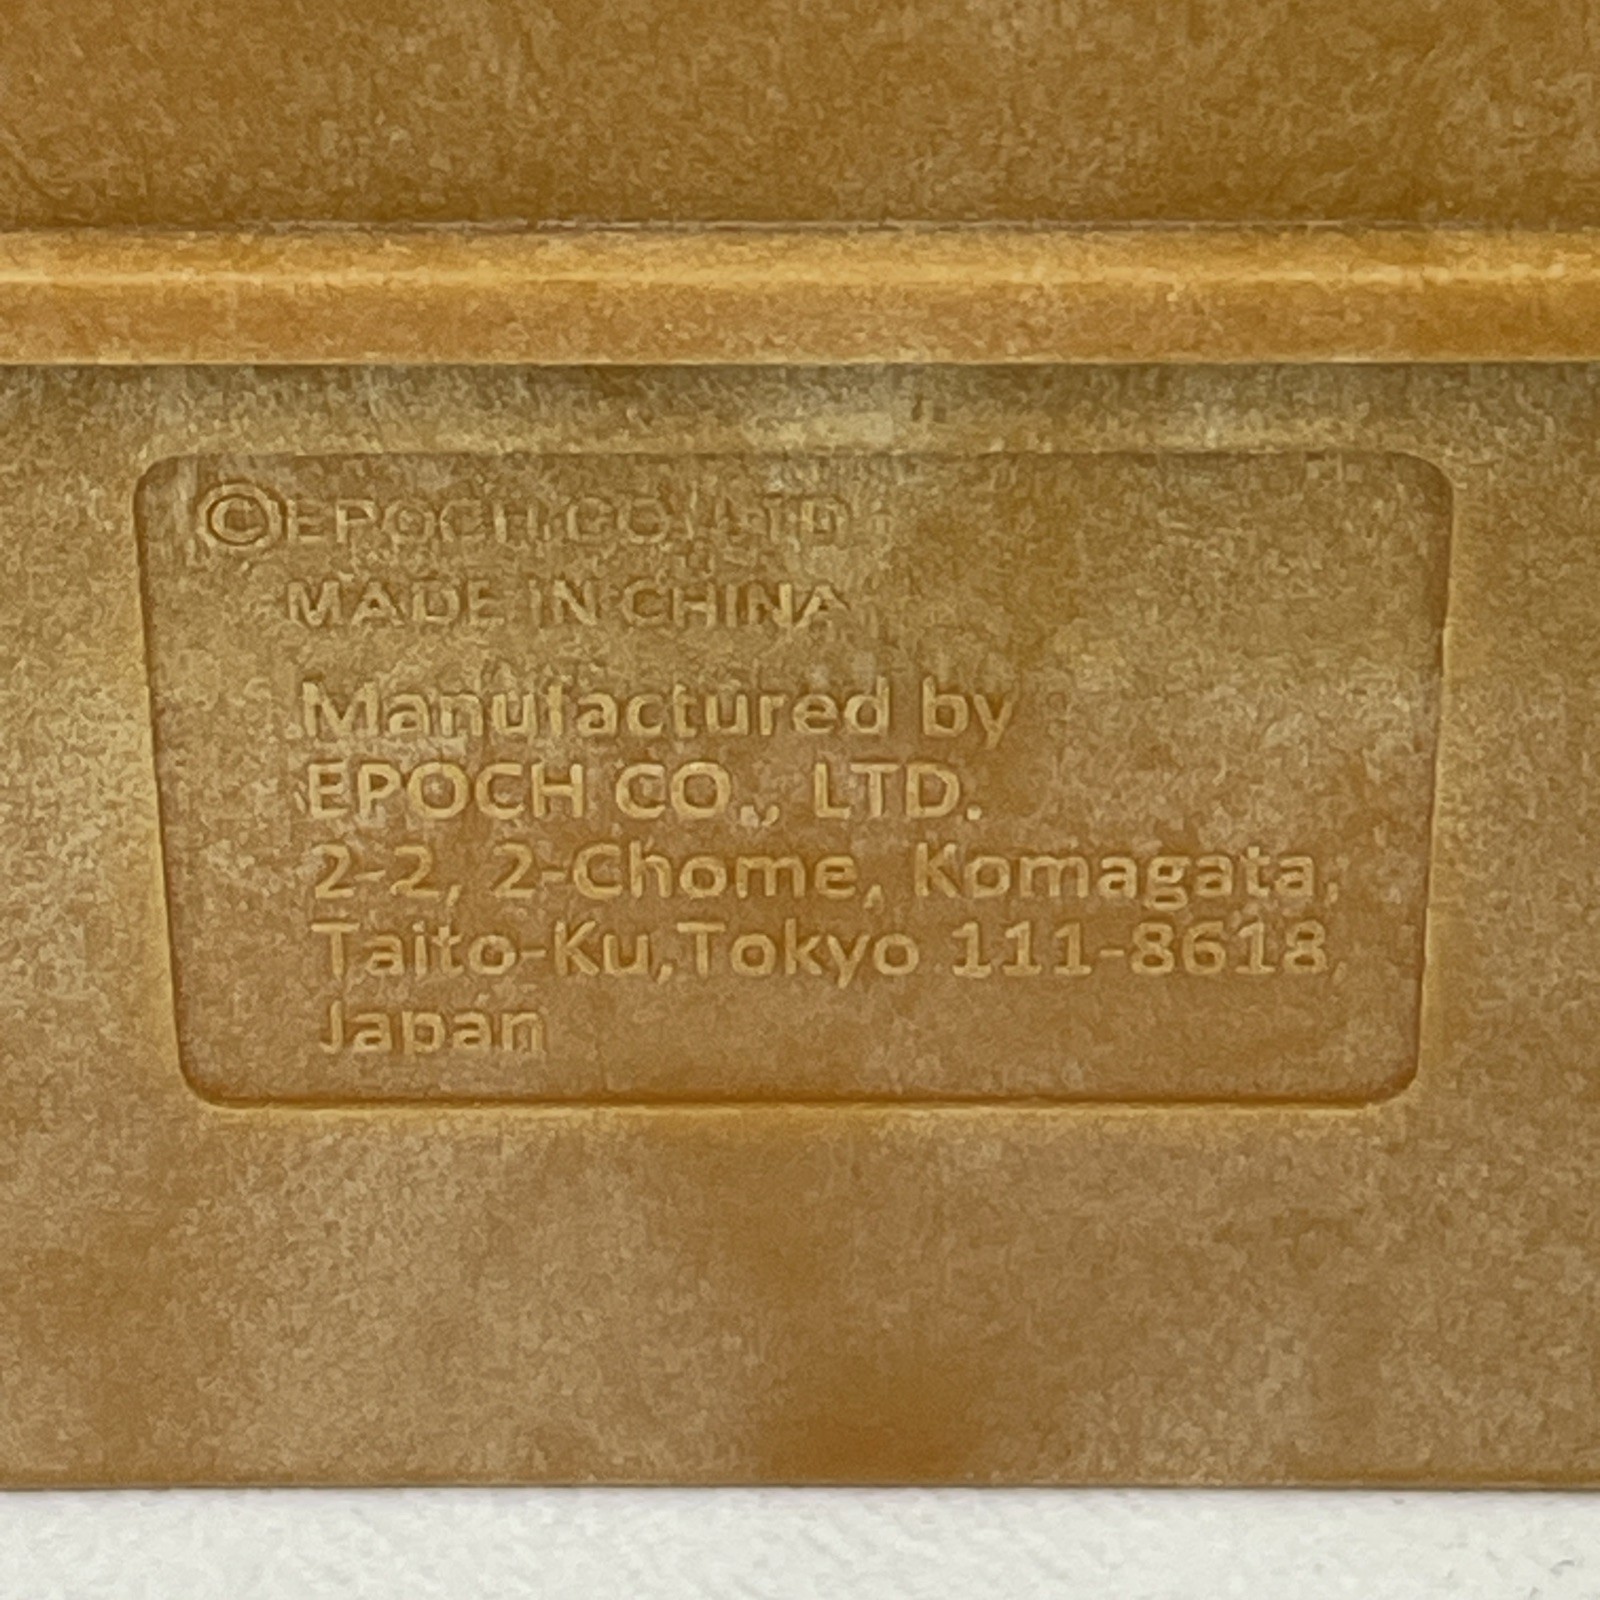 ©EPOCH CO., LTD.
MADE IN CHINA
Manufactured by
EPOCH CO., LTD.
2-2, 2-Chome, Komagata,
Taito-Ku,Tokyo 111-8618,
Japan